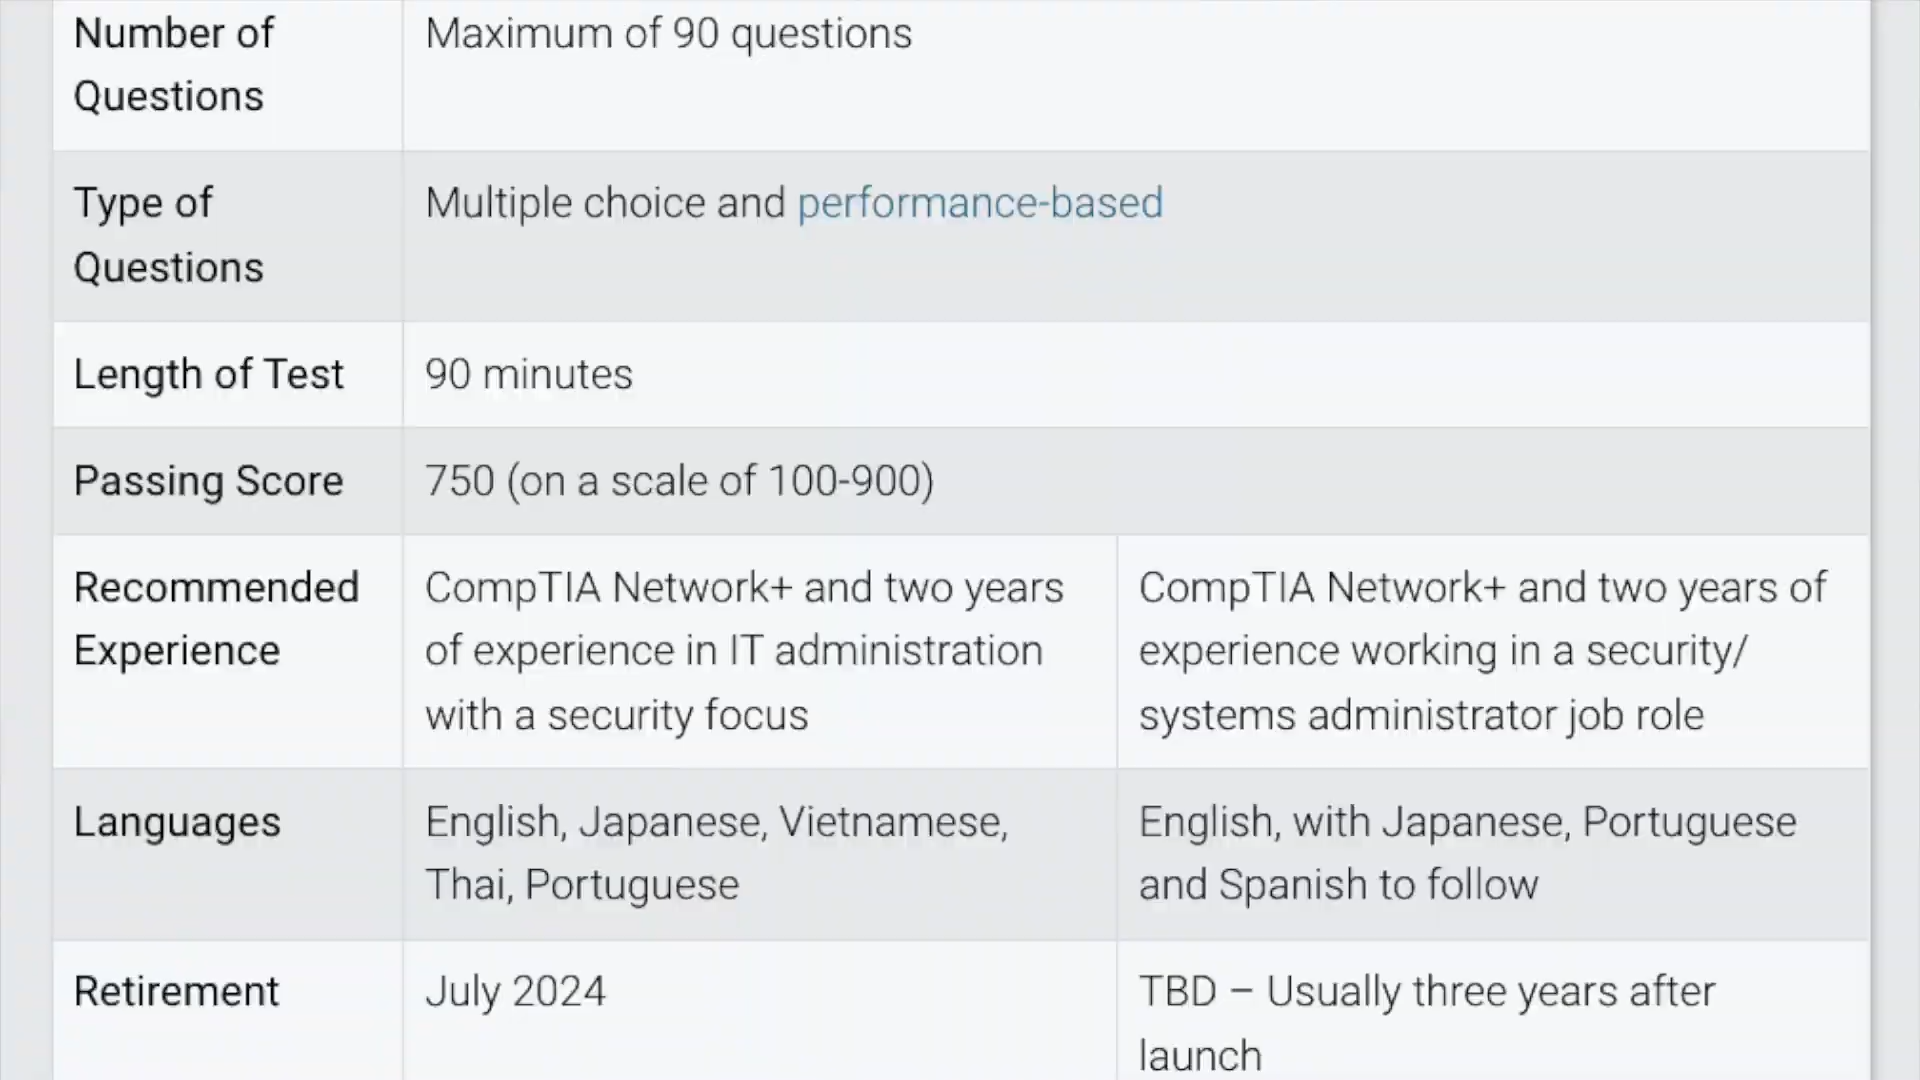 Number of
Questions
Maximum of 90 questions
Type of
Questions
Multiple choice and performance-based
Length of Test
90 minutes
Passing Score
750 (on a scale of 100-900)
Recommended
Experience
CompTIA Network+ and two years
of experience in IT administration
with a security focus
CompTIA Network+ and two years of
experience working in a security/
systems administrator job role
Languages
English, Japanese, Vietnamese,
Thai, Portuguese
English, with Japanese, Portuguese
and Spanish to follow
Retirement
July 2024
TBD – Usually three years after
launch